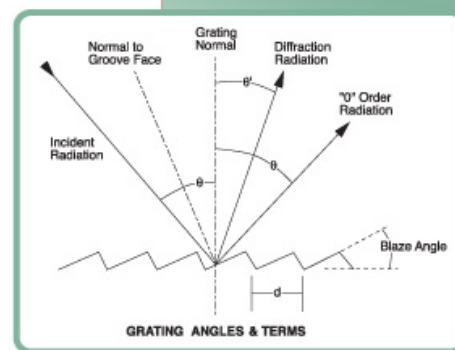 Grating
Normal
Normal to
Groove Face
Diffraction
Radiation
θ'
"0" Order
Radiation
Incident
Radiation
θ
θ
Blaze Angle
d
GRATING ANGLES & TERMS